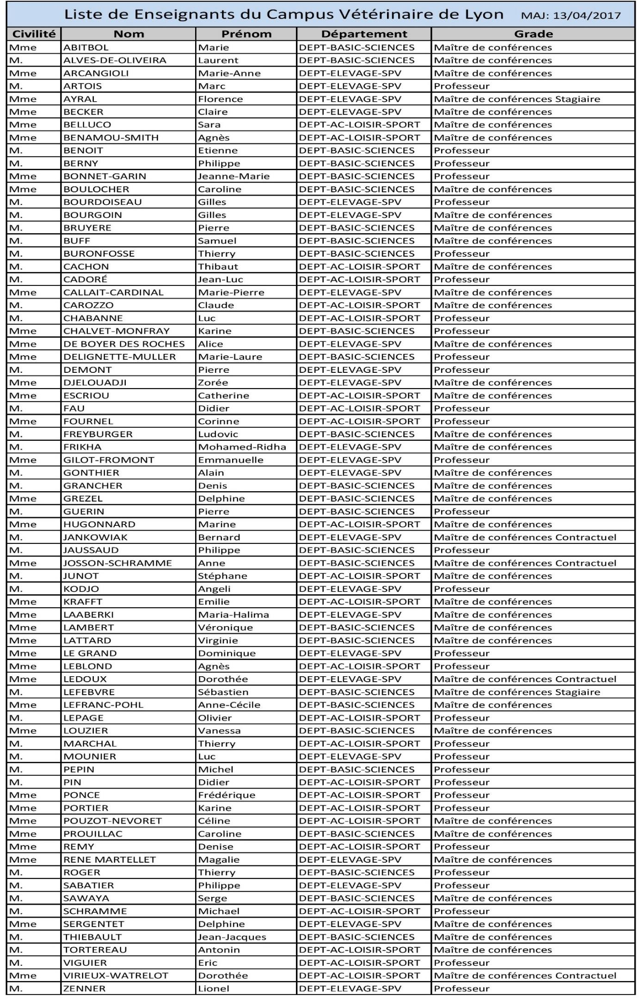 Liste de Enseignants du Campus Vétérinaire de Lyon MAJ: 13/04/2017
Civilité Nom Prénom Département Grade
Mme ABITBOL Marie DEPT-BASIC-SCIENCES Maître de conférences
M. ALVES-DE-OLIVEIRA Laurent DEPT-BASIC-SCIENCES Maître de conférences
Mme ARCANGIOLI Marie-Anne DEPT-ELEVAGE-SPV Maître de conférences
M. ARTOIS Marc DEPT-ELEVAGE-SPV Professeur
Mme AYRAL Florence DEPT-ELEVAGE-SPV Maître de conférences Stagiaire
Mme BECKER Claire DEPT-ELEVAGE-SPV Maître de conférences
Mme BELLUCO Sara DEPT-AC-LOISIR-SPORT Maître de conférences
Mme BENAMOU-SMITH Agnès DEPT-AC-LOISIR-SPORT Maître de conférences
M. BENOIT Etienne DEPT-BASIC-SCIENCES Professeur
M. BERNY Philippe DEPT-BASIC-SCIENCES Professeur
Mme BONNET-GARIN Jeanne-Marie DEPT-BASIC-SCIENCES Professeur
Mme BOULOCHER Caroline DEPT-BASIC-SCIENCES Maître de conférences
M. BOURDOISEAU Gilles DEPT-ELEVAGE-SPV Professeur
M. BOURGOIN Gilles DEPT-ELEVAGE-SPV Maître de conférences
M. BRUYERE Pierre DEPT-BASIC-SCIENCES Maître de conférences
M. BUFF Samuel DEPT-BASIC-SCIENCES Maître de conférences
M. BURONFOSSE Thierry DEPT-BASIC-SCIENCES Professeur
M. CACHON Thibaut DEPT-AC-LOISIR-SPORT Maître de conférences
M. CADORÉ Jean-Luc DEPT-AC-LOISIR-SPORT Professeur
Mme CALLAIT-CARDINAL Marie-Pierre DEPT-ELEVAGE-SPV Maître de conférences
M. CAROZZO Claude DEPT-AC-LOISIR-SPORT Maître de conférences
M. CHABANNE Luc DEPT-AC-LOISIR-SPORT Professeur
Mme CHALVET-MONFRAY Karine DEPT-BASIC-SCIENCES Professeur
Mme DE BOYER DES ROCHES Alice DEPT-ELEVAGE-SPV Maître de conférences
Mme DELIGNETTE-MULLER Marie-Laure DEPT-BASIC-SCIENCES Professeur
M. DEMONT Pierre DEPT-ELEVAGE-SPV Professeur
Mme DJELOUADJI Zorée DEPT-ELEVAGE-SPV Maître de conférences
Mme ESCRIOU Catherine DEPT-AC-LOISIR-SPORT Maître de conférences
M. FAU Didier DEPT-AC-LOISIR-SPORT Professeur
Mme FOURNEL Corinne DEPT-AC-LOISIR-SPORT Professeur
M. FREYBURGER Ludovic DEPT-BASIC-SCIENCES Maître de conférences
M. FRIKHA Mohamed-Ridha DEPT-ELEVAGE-SPV Maître de conférences
Mme GILOT-FROMONT Emmanuelle DEPT-ELEVAGE-SPV Professeur
M. GONTHIER Alain DEPT-ELEVAGE-SPV Maître de conférences
M. GRANCHER Denis DEPT-BASIC-SCIENCES Maître de conférences
Mme GREZEL Delphine DEPT-BASIC-SCIENCES Maître de conférences
M. GUERIN Pierre DEPT-BASIC-SCIENCES Professeur
Mme HUGONNARD Marine DEPT-AC-LOISIR-SPORT Maître de conférences
M. JANKOWIAK Bernard DEPT-ELEVAGE-SPV Maître de conférences Contractuel
M. JAUSSAUD Philippe DEPT-BASIC-SCIENCES Professeur
Mme JOSSON-SCHRAMME Anne DEPT-BASIC-SCIENCES Maître de conférences Contractuel
M. JUNOT Stéphane DEPT-AC-LOISIR-SPORT Maître de conférences
M. KODJO Angeli DEPT-ELEVAGE-SPV Professeur
Mme KRAFFT Emilie DEPT-AC-LOISIR-SPORT Maître de conférences
Mme LAABERKI Maria-Halima DEPT-ELEVAGE-SPV Maître de conférences
Mme LAMBERT Véronique DEPT-BASIC-SCIENCES Maître de conférences
Mme LATTARD Virginie DEPT-BASIC-SCIENCES Maître de conférences
Mme LE GRAND Dominique DEPT-ELEVAGE-SPV Professeur
Mme LEBLOND Agnès DEPT-AC-LOISIR-SPORT Professeur
Mme LEDOUX Dorothée DEPT-ELEVAGE-SPV Maître de conférences Contractuel
M. LEFEBVRE Sébastien DEPT-BASIC-SCIENCES Maître de conférences Stagiaire
Mme LEFRANC-POHL Anne-Cécile DEPT-BASIC-SCIENCES Maître de conférences
M. LEPAGE Olivier DEPT-AC-LOISIR-SPORT Professeur
Mme LOUZIER Vanessa DEPT-BASIC-SCIENCES Maître de conférences
M. MARCHAL Thierry DEPT-AC-LOISIR-SPORT Professeur
M. MOUNIER Luc DEPT-ELEVAGE-SPV Professeur
M. PEPIN Michel DEPT-BASIC-SCIENCES Professeur
M. PIN Didier DEPT-AC-LOISIR-SPORT Professeur
Mme PONCE Frédérique DEPT-AC-LOISIR-SPORT Professeur
Mme PORTIER Karine DEPT-AC-LOISIR-SPORT Professeur
Mme POUZOT-NEVORET Céline DEPT-AC-LOISIR-SPORT Maître de conférences
Mme PROUILLAC Caroline DEPT-BASIC-SCIENCES Maître de conférences
Mme REMY Denise DEPT-AC-LOISIR-SPORT Professeur
Mme RENE MARTELLET Magalie DEPT-ELEVAGE-SPV Maître de conférences
M. ROGER Thierry DEPT-BASIC-SCIENCES Professeur
M. SABATIER Philippe DEPT-ELEVAGE-SPV Professeur
M. SAWAYA Serge DEPT-BASIC-SCIENCES Maître de conférences
M. SCHRAMME Michael DEPT-AC-LOISIR-SPORT Professeur
Mme SERGENTET Delphine DEPT-ELEVAGE-SPV Maître de conférences
M. THIEBAULT Jean-Jacques DEPT-BASIC-SCIENCES Maître de conférences
M. TORTEREAU Antonin DEPT-AC-LOISIR-SPORT Maître de conférences
M. VIGUIER Eric DEPT-AC-LOISIR-SPORT Professeur
Mme VIRIEUX-WATRELOT Dorothée DEPT-AC-LOISIR-SPORT Maître de conférences Contractuel
M. ZENNER Lionel DEPT-ELEVAGE-SPV Professeur